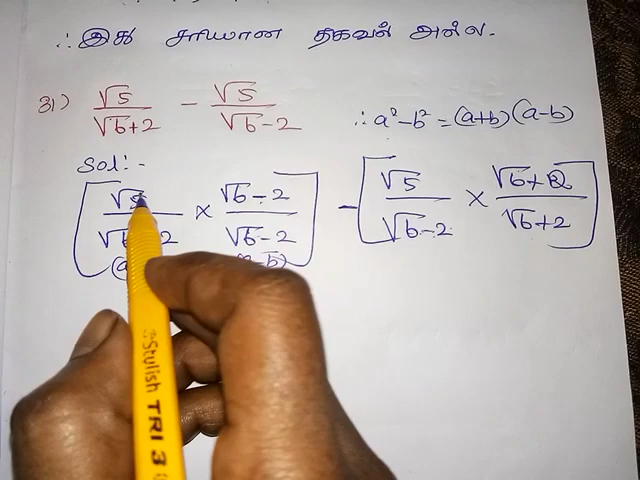 ∴ இது சரியான தகவல் அல்ல.
31) √5/(√6+2) − √5/(√6−2)
∴ a²−b² = (a+b)(a−b)
Sol:-
[√5/(√6 2) × (√6−2)/(√6−2)] − [√5/(√6−2) × (√6+2)/(√6+2)]
Stylish TRI 3